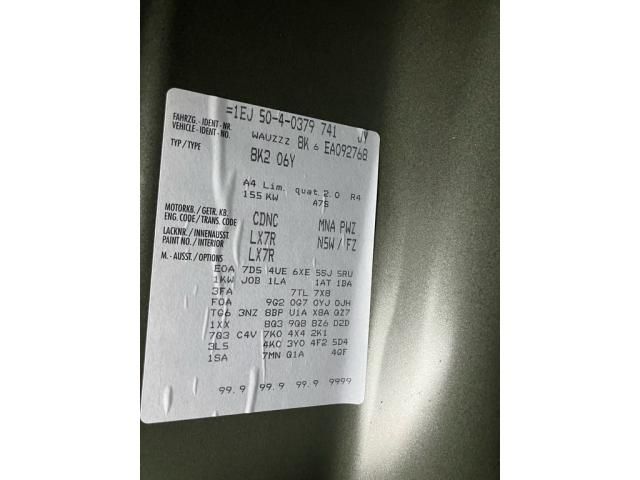 =1EJ 50-4-0379 741 JY
FAHRZG.-IDENT-NR. WAUZZZ 8K 6 EA092768
VEHICLE-IDENT-NO.
TYP/TYPE 8K2 06Y
A4 Lim. quat 2.0 R4
155 KW A7S
MOTORKB./GETR.KB. CDNC MNA PWZ
ENG. CODE/TRANS. CODE
LACKNR./INNENAUSST. LX7R N5W / FZ
PAINT NO./INTERIOR LX7R
M.-AUSST./OPTIONS
E0A 7D5 4UE 6XE 5SJ 5RU
1KW J0B 1LA 1AT 1BA
3FA 7TL 7X8
F0A 9G2 0G7 0YJ 0JH
TG6 3NZ 8BP U1A X8A QZ7
1XX 8Q3 9Q8 BZ6 D2D
7Q3 C4V 7K0 4X4 2K1
3L5 4K0 3Y0 4F2 5D4
1SA 7MN Q1A 4QF
99.9 99.9 99.9 9999